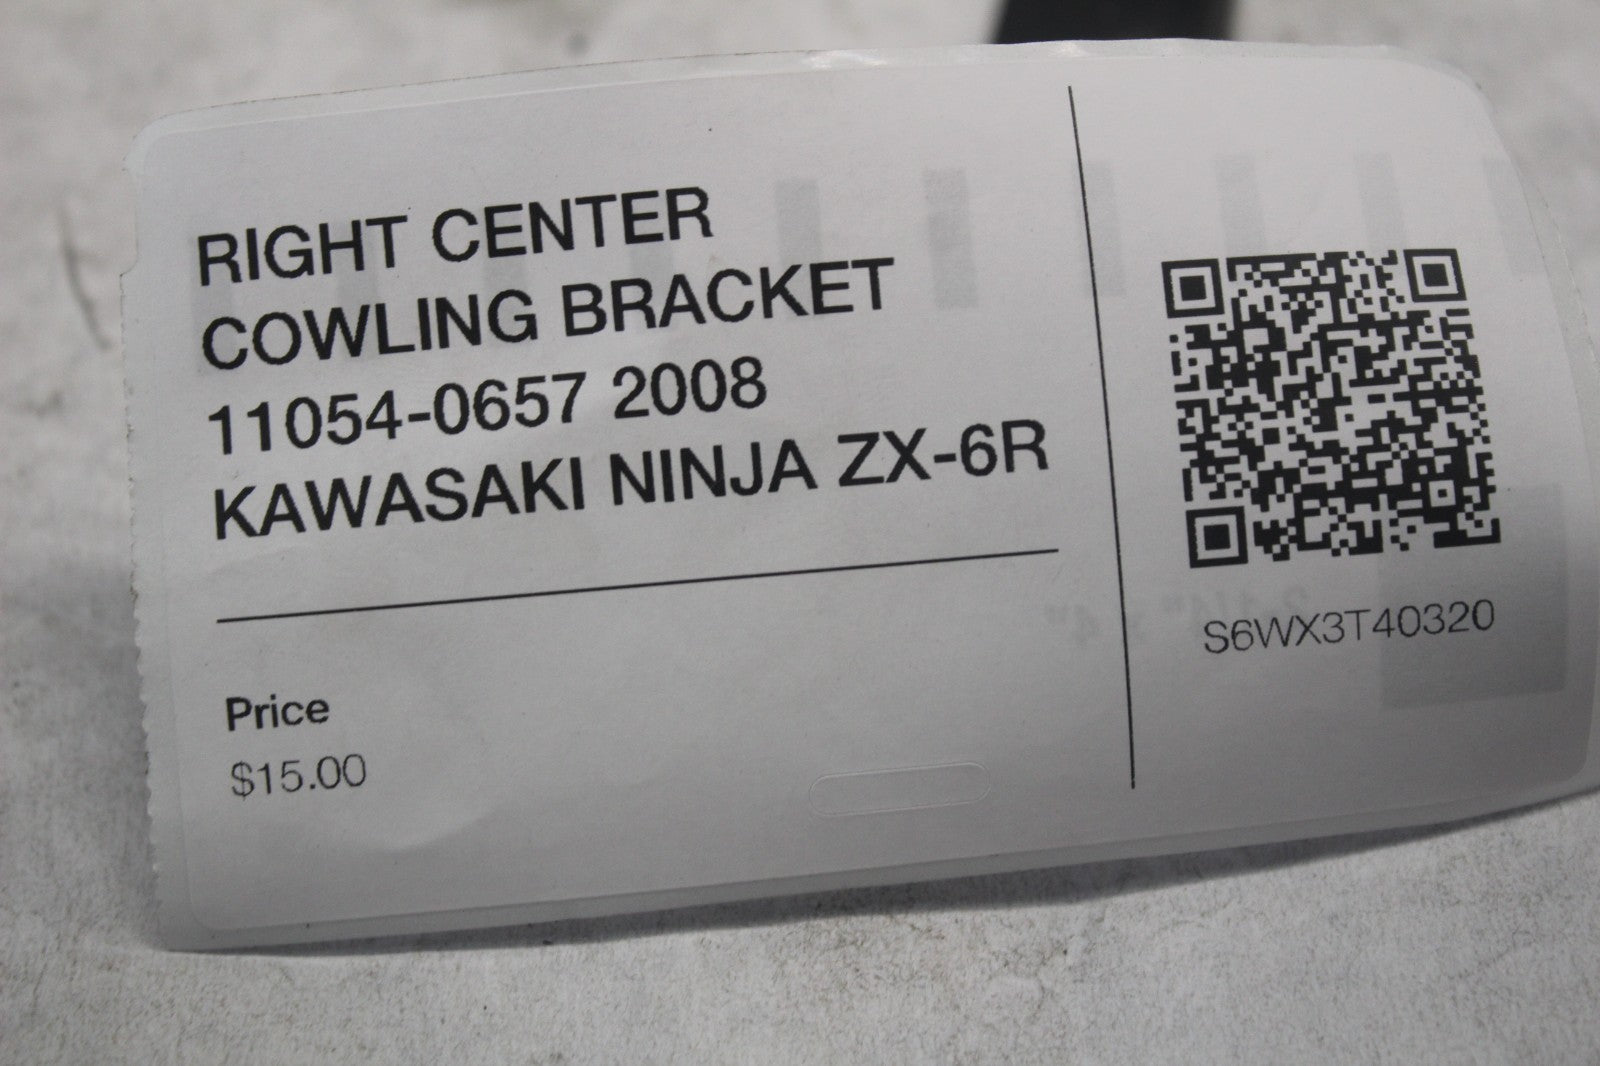 RIGHT CENTER
COWLING BRACKET
11054-0657 2008
KAWASAKI NINJA ZX-6R
Price
$15.00
S6WX3T40320